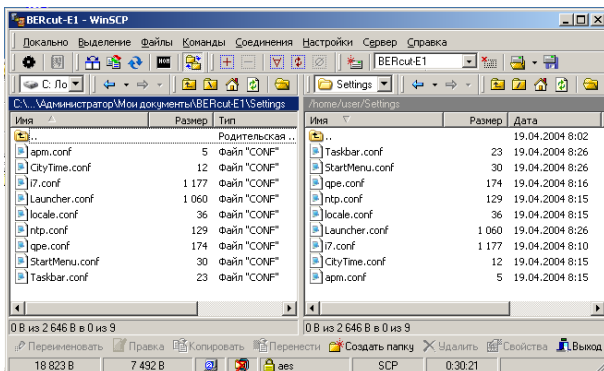 BERcut-E1 - WinSCP
Локально Выделение Файлы Команды Соединения Настройки Сервер Справка
BERcut-E1
C: Ло Settings
C:\...\Администратор\Мои документы\BERcut-E1\Settings /home/user/Settings
Имя Размер Тип Имя Размер Дата
.. Родительская .. .. 19.04.2004 8:02
apm.conf 5 Файл "CONF" Taskbar.conf 23 19.04.2004 8:26
CityTime.conf 12 Файл "CONF" StartMenu.conf 30 19.04.2004 8:26
i7.conf 1 177 Файл "CONF" qpe.conf 174 19.04.2004 8:16
Launcher.conf 1 060 Файл "CONF" ntp.conf 129 19.04.2004 8:15
locale.conf 36 Файл "CONF" locale.conf 36 19.04.2004 8:15
ntp.conf 129 Файл "CONF" Launcher.conf 1 060 19.04.2004 8:26
qpe.conf 174 Файл "CONF" i7.conf 1 177 19.04.2004 8:10
StartMenu.conf 30 Файл "CONF" CityTime.conf 12 19.04.2004 8:15
Taskbar.conf 23 Файл "CONF" apm.conf 5 19.04.2004 8:15
0 В из 2 646 В в 0 из 9 0 В из 2 646 В в 0 из 9
Переименовать Правка Копировать Перенести Создать папку Удалить Свойства Выход
18 823 B 7 492 B aes SCP 0:30:21